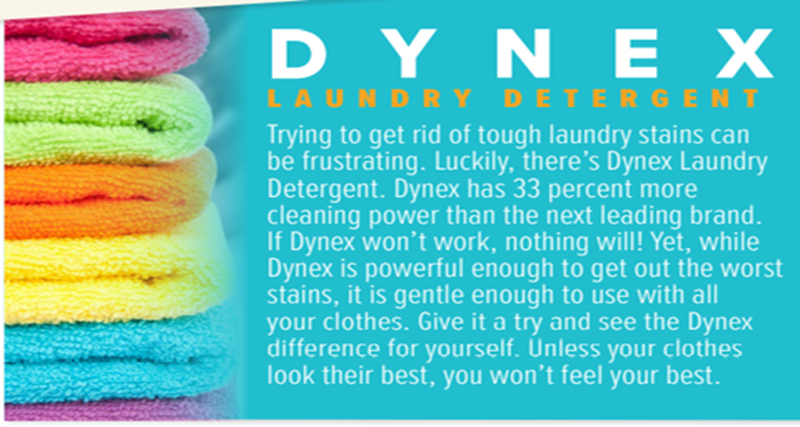 DYNEX
LAUNDRY DETERGENT
Trying to get rid of tough laundry stains can
be frustrating. Luckily, there's Dynex Laundry
Detergent. Dynex has 33 percent more
cleaning power than the next leading brand.
If Dynex won't work, nothing will! Yet, while
Dynex is powerful enough to get out the worst
stains, it is gentle enough to use with all
your clothes. Give it a try and see the Dynex
difference for yourself. Unless your clothes
look their best, you won't feel your best.